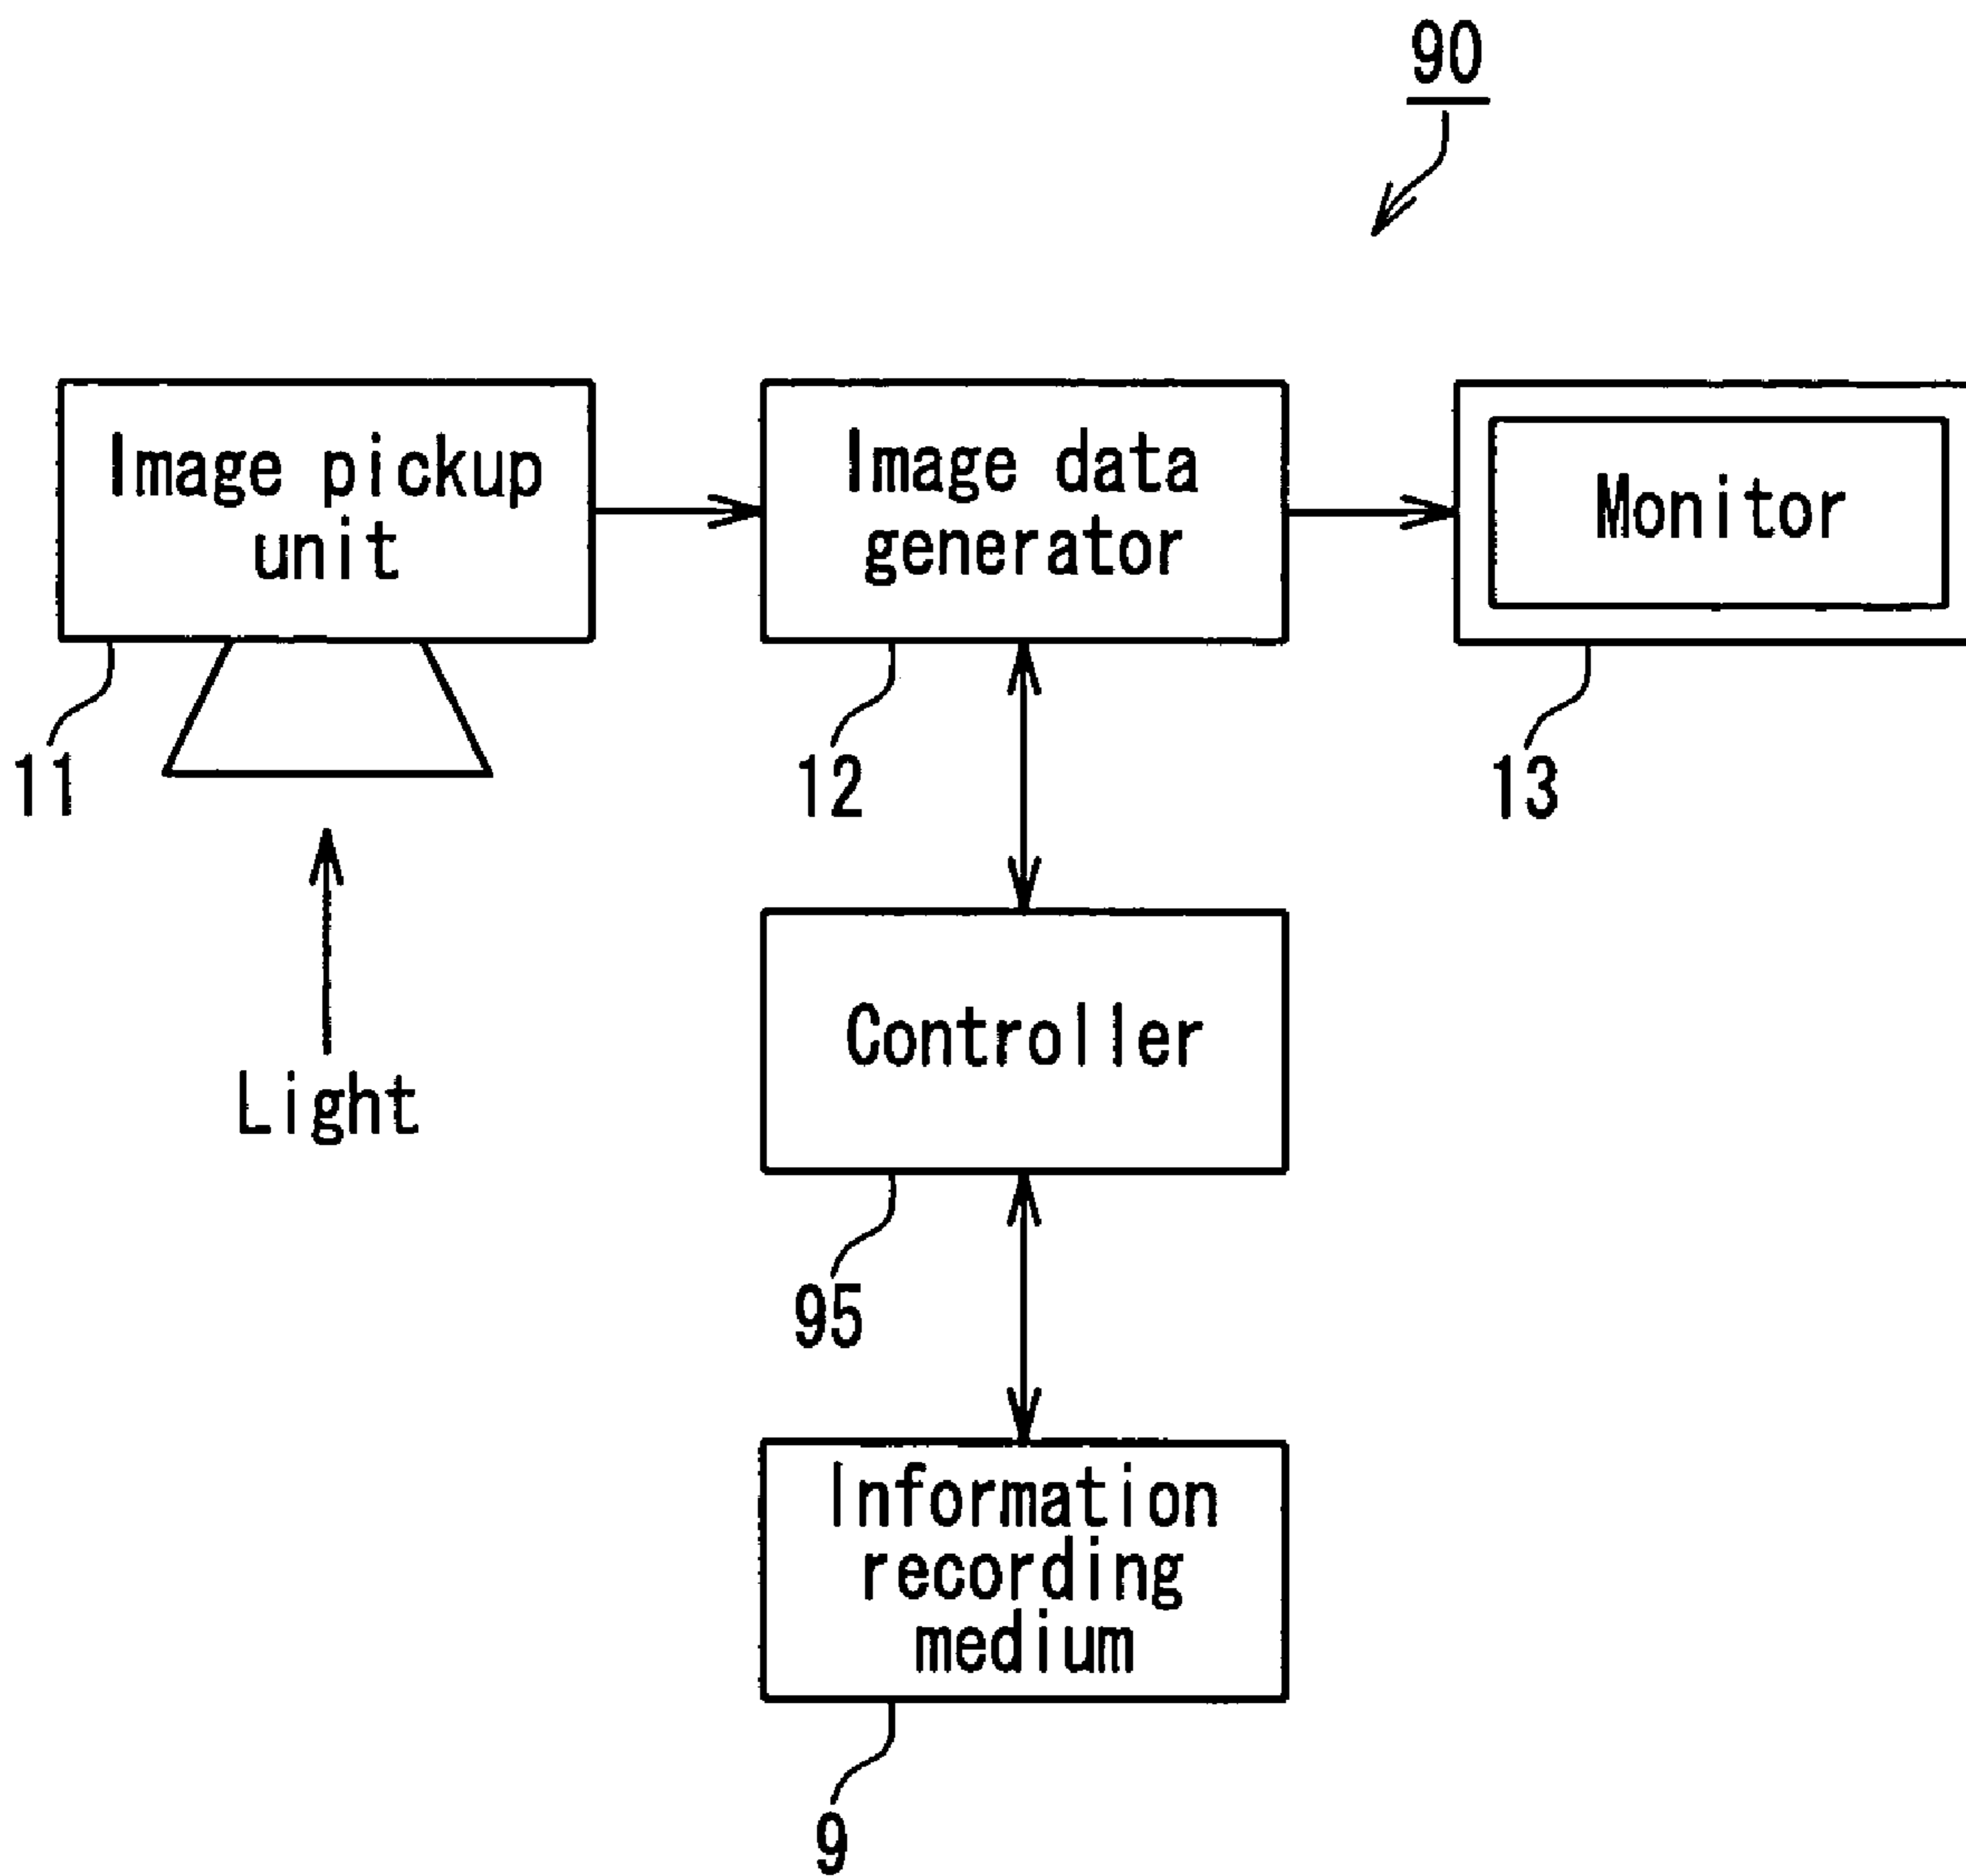 90
Image pickup
unit
Image data
generator
Monitor
11
12
13
Light
Controller
95
Information
recording
medium
9